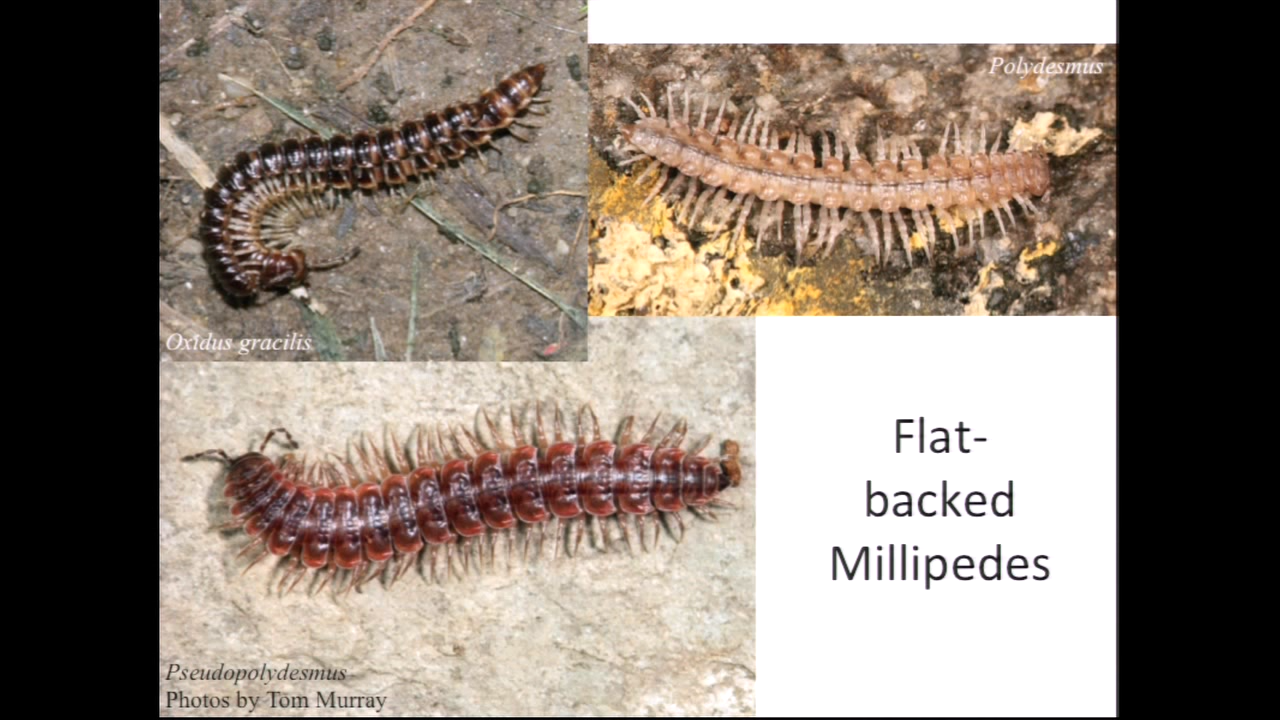 Polydesmus
Oxidus gracilis
Flat-
backed
Millipedes
Pseudopolydesmus
Photos by Tom Murray